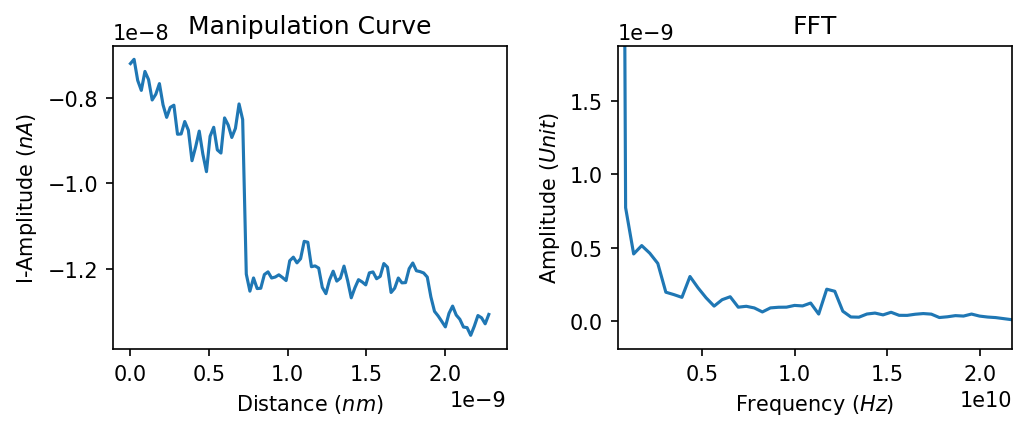 Manipulation Curve
1e−8
−0.8
−1.0
−1.2
I-Amplitude (nA)
0.0 0.5 1.0 1.5 2.0
1e−9
Distance (nm)
FFT
1e−9
1.5
1.0
0.5
0.0
Amplitude (Unit)
0.5 1.0 1.5 2.0
1e10
Frequency (Hz)